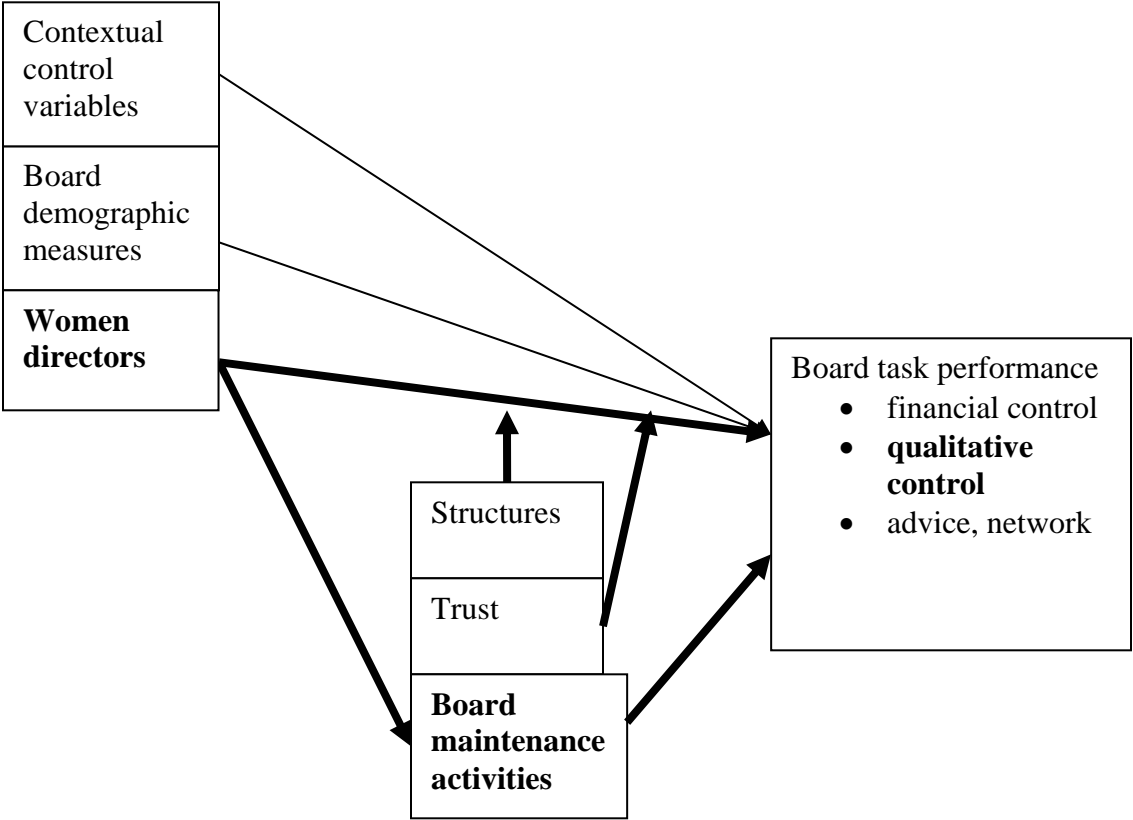 Contextual
control
variables
Board
demographic
measures
Women
directors
Board task performance
• financial control
• qualitative
control
• advice, network
Structures
Trust
Board
maintenance
activities